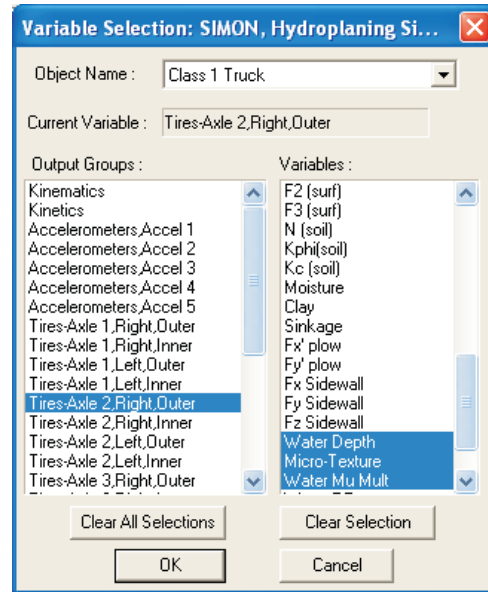 Variable Selection: SIMON, Hydroplaning Si...
Object Name : Class 1 Truck
Current Variable : Tires-Axle 2,Right,Outer
Output Groups :
Kinematics
Kinetics
Accelerometers,Accel 1
Accelerometers,Accel 2
Accelerometers,Accel 3
Accelerometers,Accel 4
Accelerometers,Accel 5
Tires-Axle 1,Right,Outer
Tires-Axle 1,Right,Inner
Tires-Axle 1,Left,Outer
Tires-Axle 1,Left,Inner
Tires-Axle 2,Right,Outer
Tires-Axle 2,Right,Inner
Tires-Axle 2,Left,Outer
Tires-Axle 2,Left,Inner
Tires-Axle 3,Right,Outer
Variables :
F2 (surf)
F3 (surf)
N (soil)
Kphi(soil)
Kc (soil)
Moisture
Clay
Sinkage
Fx' plow
Fy' plow
Fx Sidewall
Fy Sidewall
Fz Sidewall
Water Depth
Micro-Texture
Water Mu Mult
Clear All Selections
Clear Selection
OK
Cancel